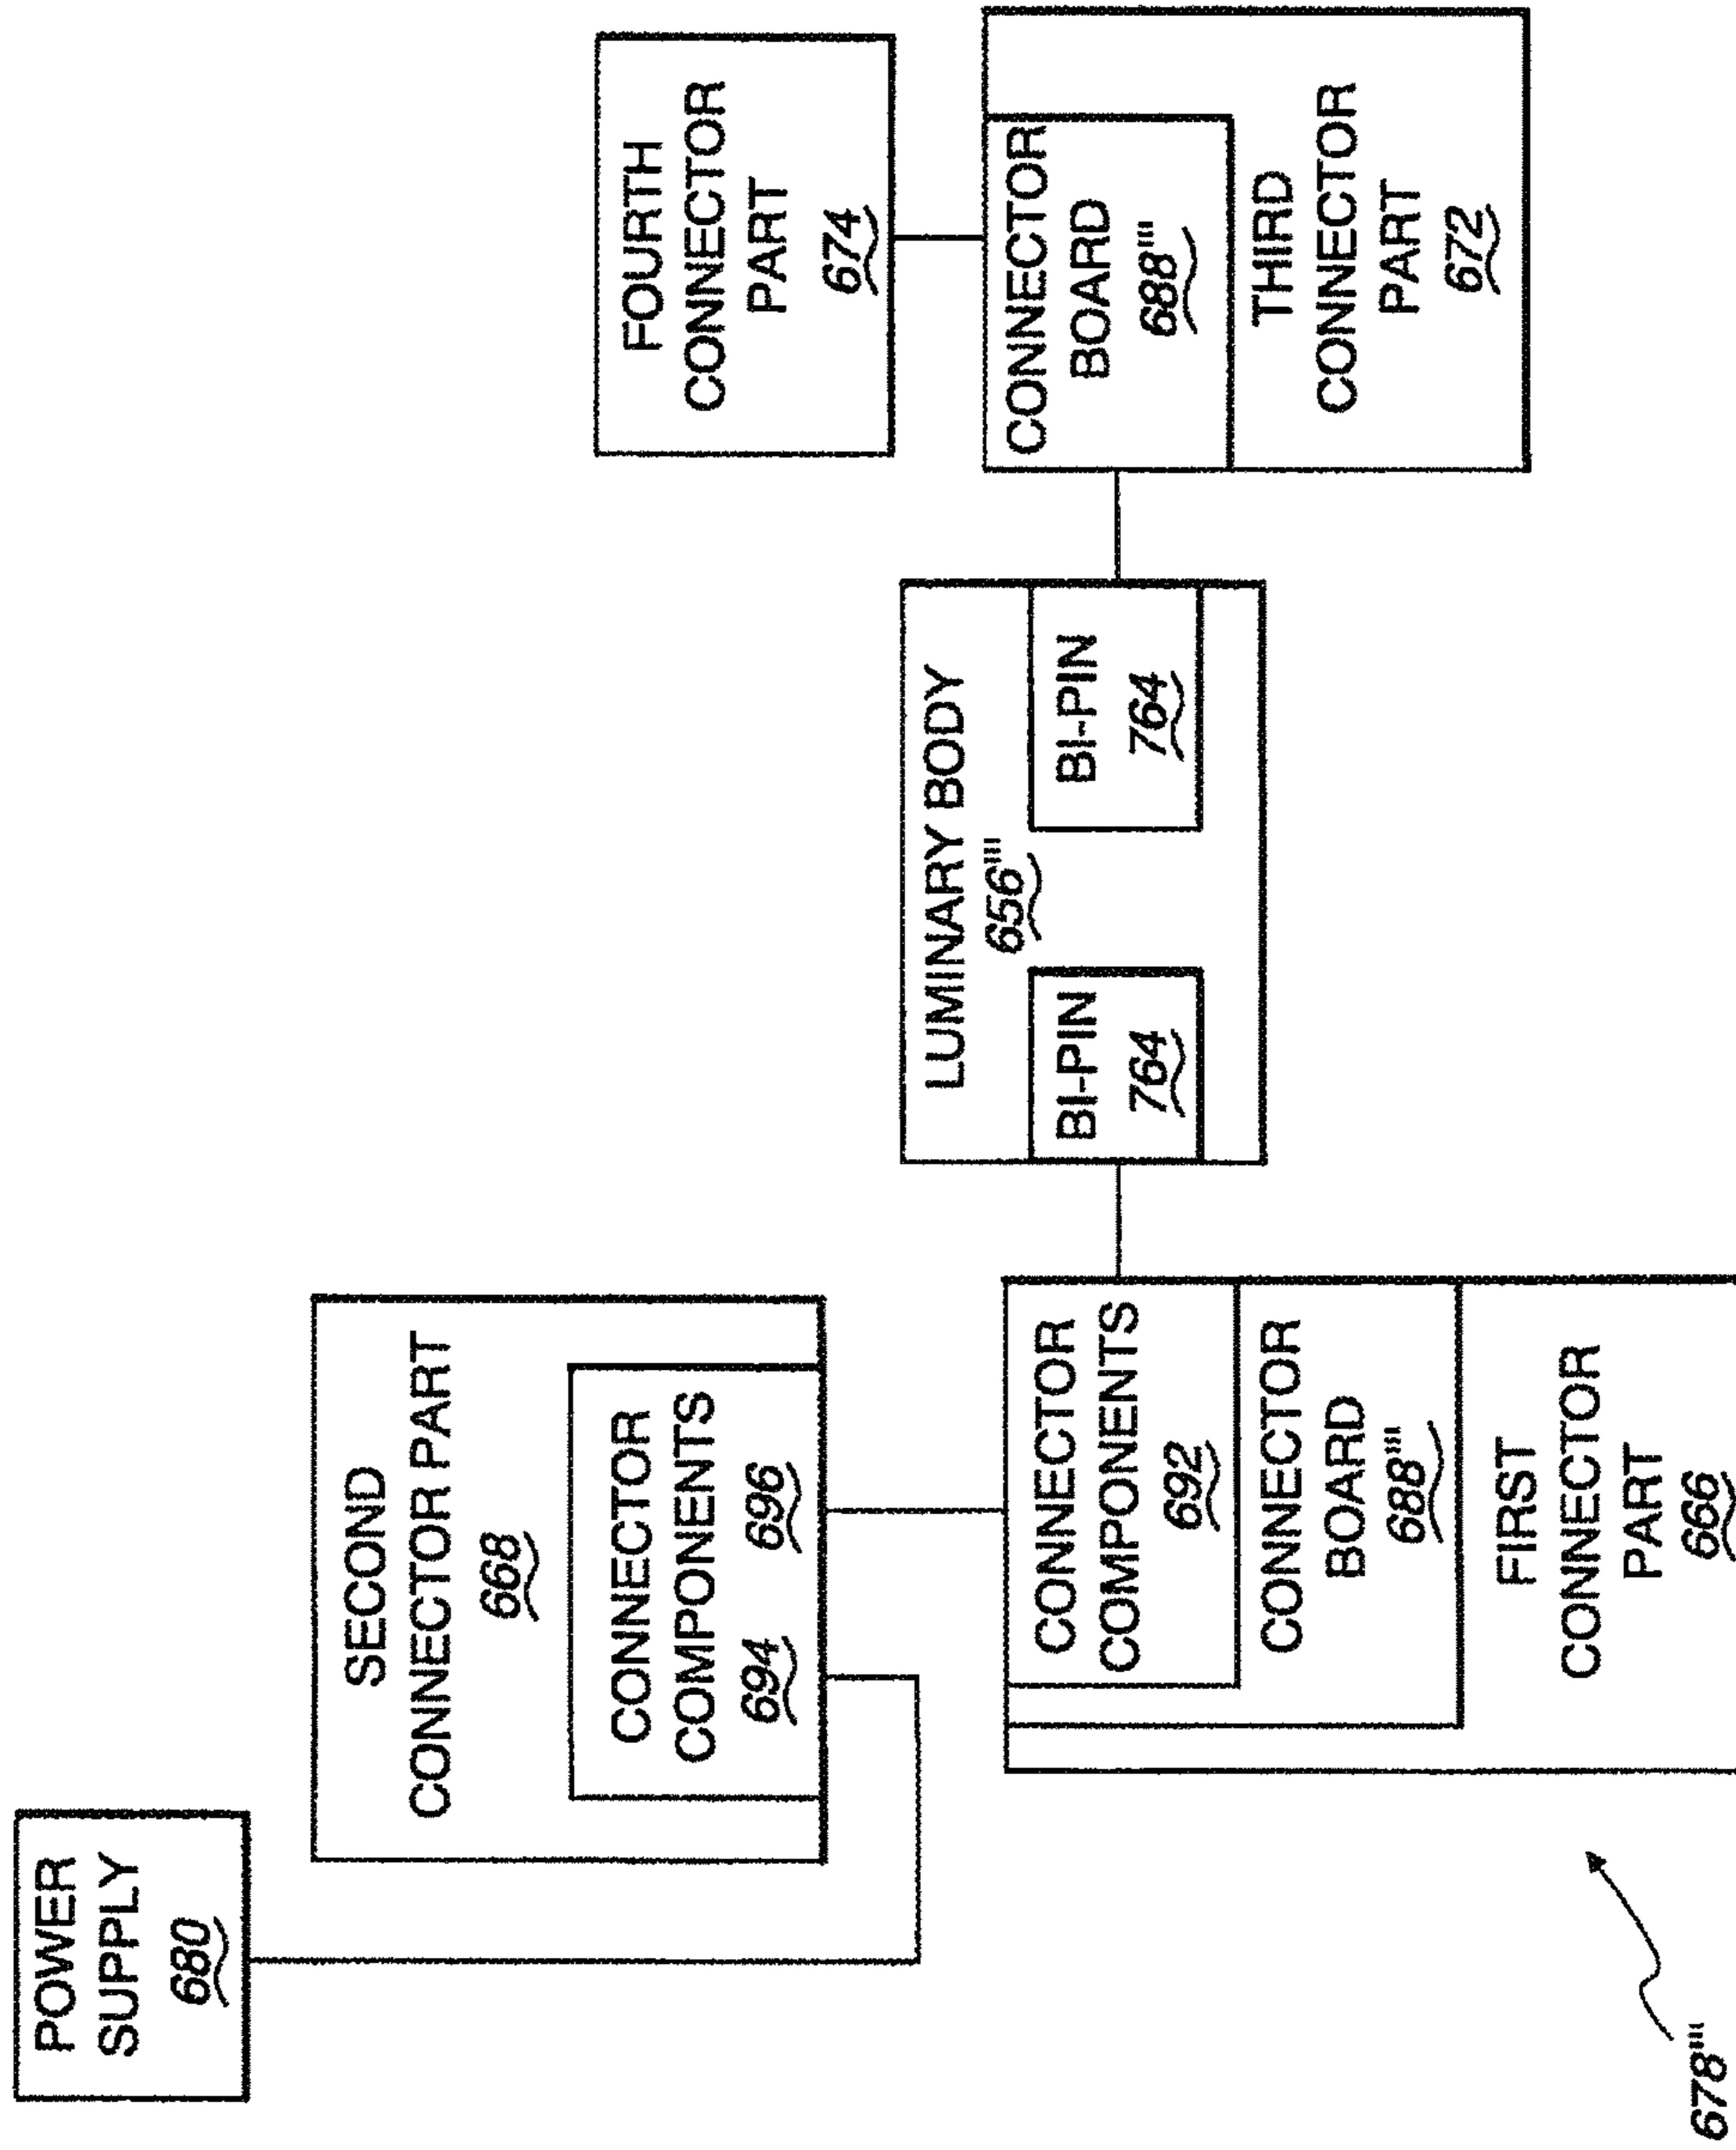 POWER
SUPPLY
680
SECOND
CONNECTOR PART
668
CONNECTOR
COMPONENTS
694 696
CONNECTOR
COMPONENTS
692
CONNECTOR
BOARD
688''''
FIRST
CONNECTOR
PART
666
LUMINARY BODY
656''''
BI-PIN
764
BI-PIN
764
FOURTH
CONNECTOR
PART
674
CONNECTOR
BOARD
688''''
THIRD
CONNECTOR
PART
672
678''''